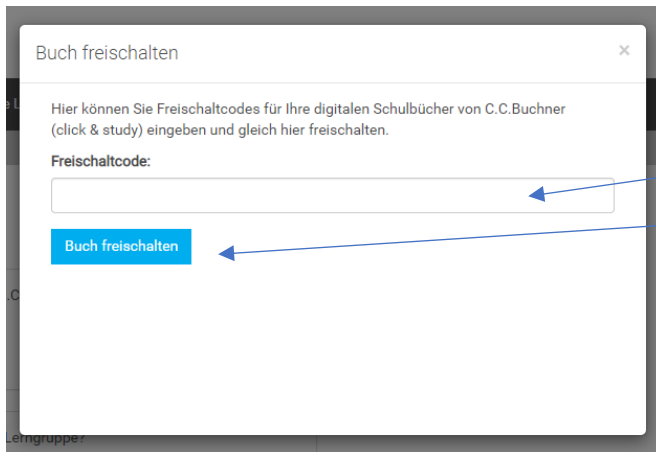 Buch freischalten
×
Hier können Sie Freischaltcodes für Ihre digitalen Schulbücher von C.C.Buchner
(click & study) eingeben und gleich hier freischalten.
Freischaltcode:
Buch freischalten
Lerngruppe?